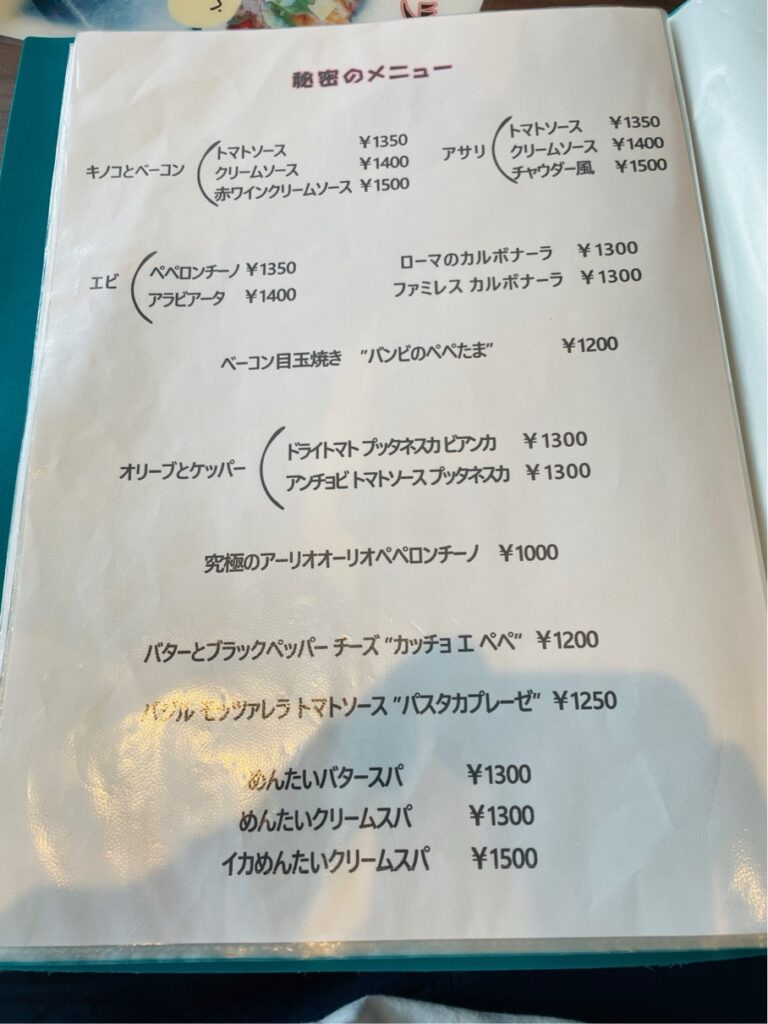 秘密のメニュー
キノコとベーコン
トマトソース ¥1350
クリームソース ¥1400
赤ワインクリームソース ¥1500
アサリ
トマトソース ¥1350
クリームソース ¥1400
チャウダー風 ¥1500
エビ
ペペロンチーノ ¥1350
アラビアータ ¥1400
ローマのカルボナーラ ¥1300
ファミレス カルボナーラ ¥1300
ベーコン目玉焼き "バンビのペペたま" ¥1200
オリーブとケッパー
ドライトマト プッタネスカ ビアンカ ¥1300
アンチョビ トマトソース プッタネスカ ¥1300
究極のアーリオオーリオペペロンチーノ ¥1000
バターとブラックペッパー チーズ "カッチョ エ ペペ" ¥1200
バジル モッツァレラ トマトソース "パスタカプレーゼ" ¥1250
めんたいバタースパ ¥1300
めんたいクリームスパ ¥1300
イカめんたいクリームスパ ¥1500